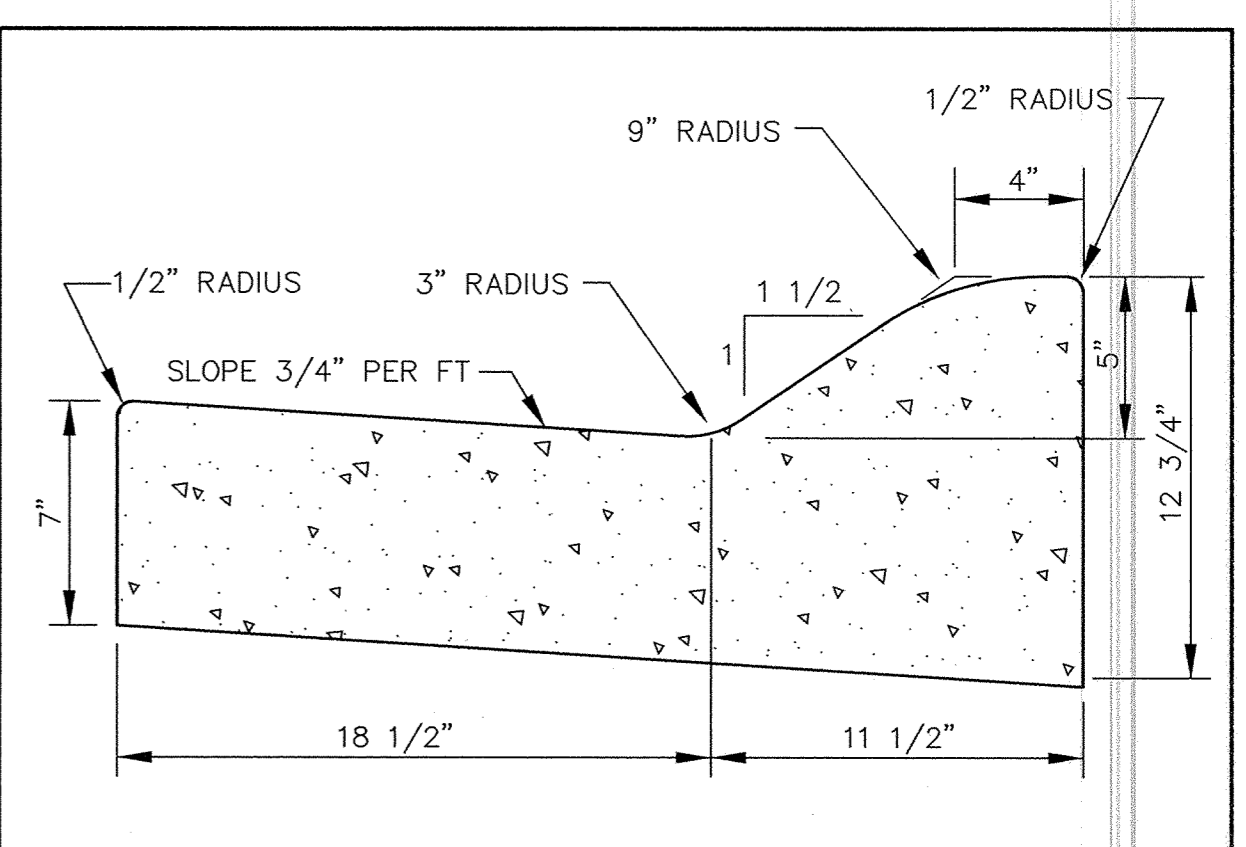 1/2” RADIUS
9” RADIUS
4”
1/2” RADIUS
3” RADIUS
1 1/2
1
SLOPE 3/4” PER FT
5”
12 3/4”
7”
18 1/2”
11 1/2”